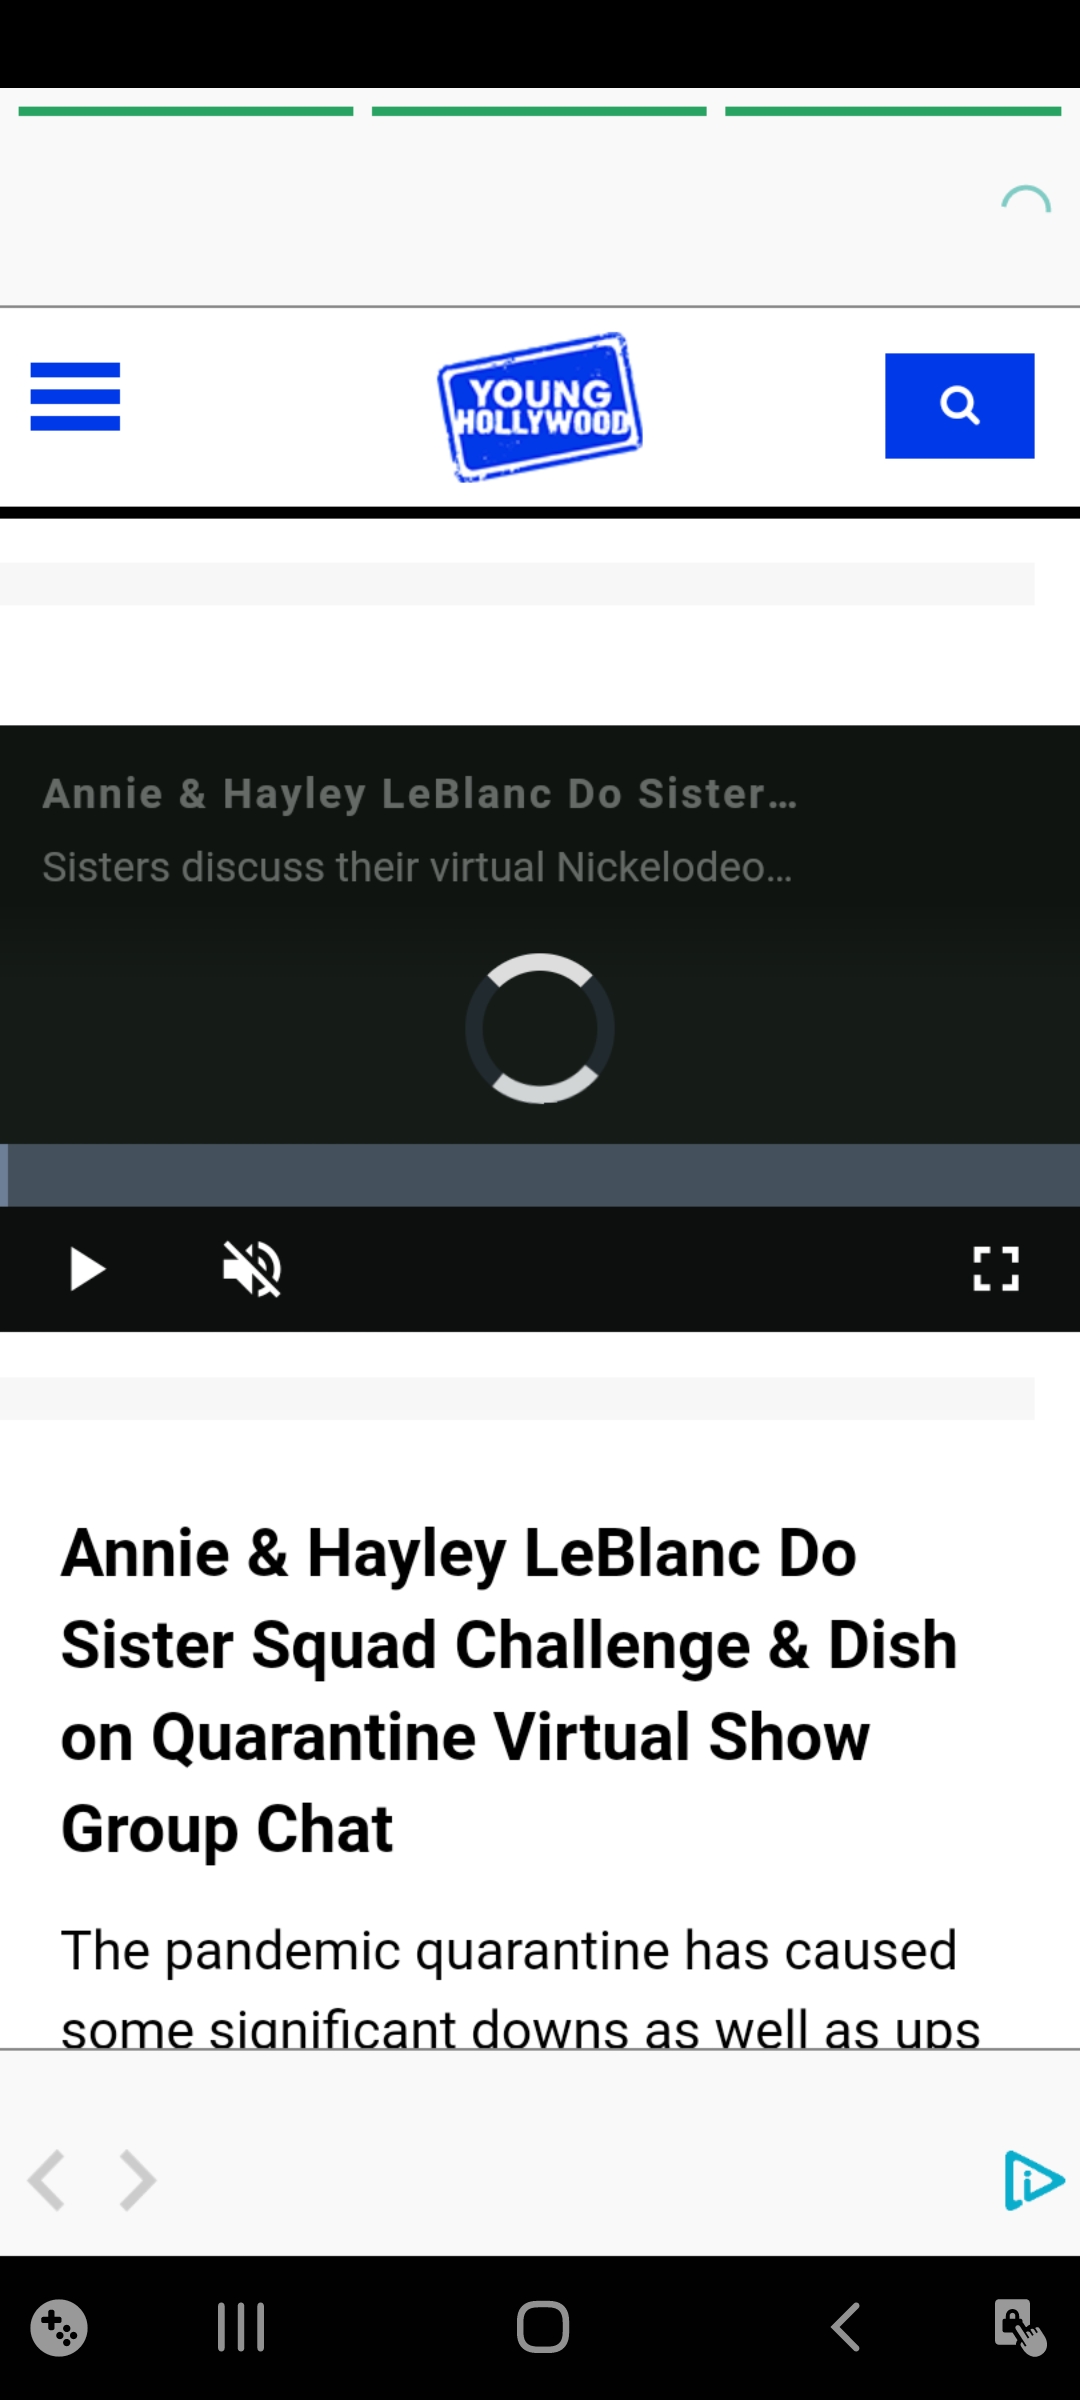 YOUNG
HOLLYWOOD
Annie & Hayley LeBlanc Do Sister...
Sisters discuss their virtual Nickelodeo...
Annie & Hayley LeBlanc Do
Sister Squad Challenge & Dish
on Quarantine Virtual Show
Group Chat
The pandemic quarantine has caused
some significant downs as well as ups